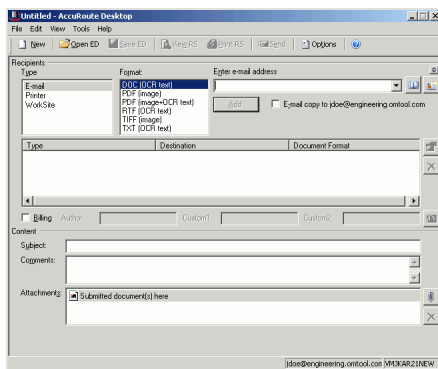 Untitled - AccuRoute Desktop
File Edit View Tools Help
New Open ED Save ED View RS Print RS Send Options
Recipients
Type Format Enter e-mail address
E-mail
Printer
WorkSite
DOC (OCR text)
PDF (image)
PDF (image+OCR text)
RTF (OCR text)
TIFF (image)
TXT (OCR text)
Add E-mail copy to jdoe@engineering.omtool.com
Type Destination Document Format
Billing Author Custom1 Custom2
Content
Subject:
Comments:
Attachments: Submitted document(s) here
jdoe@engineering.omtool.com VMJKAR21NEW